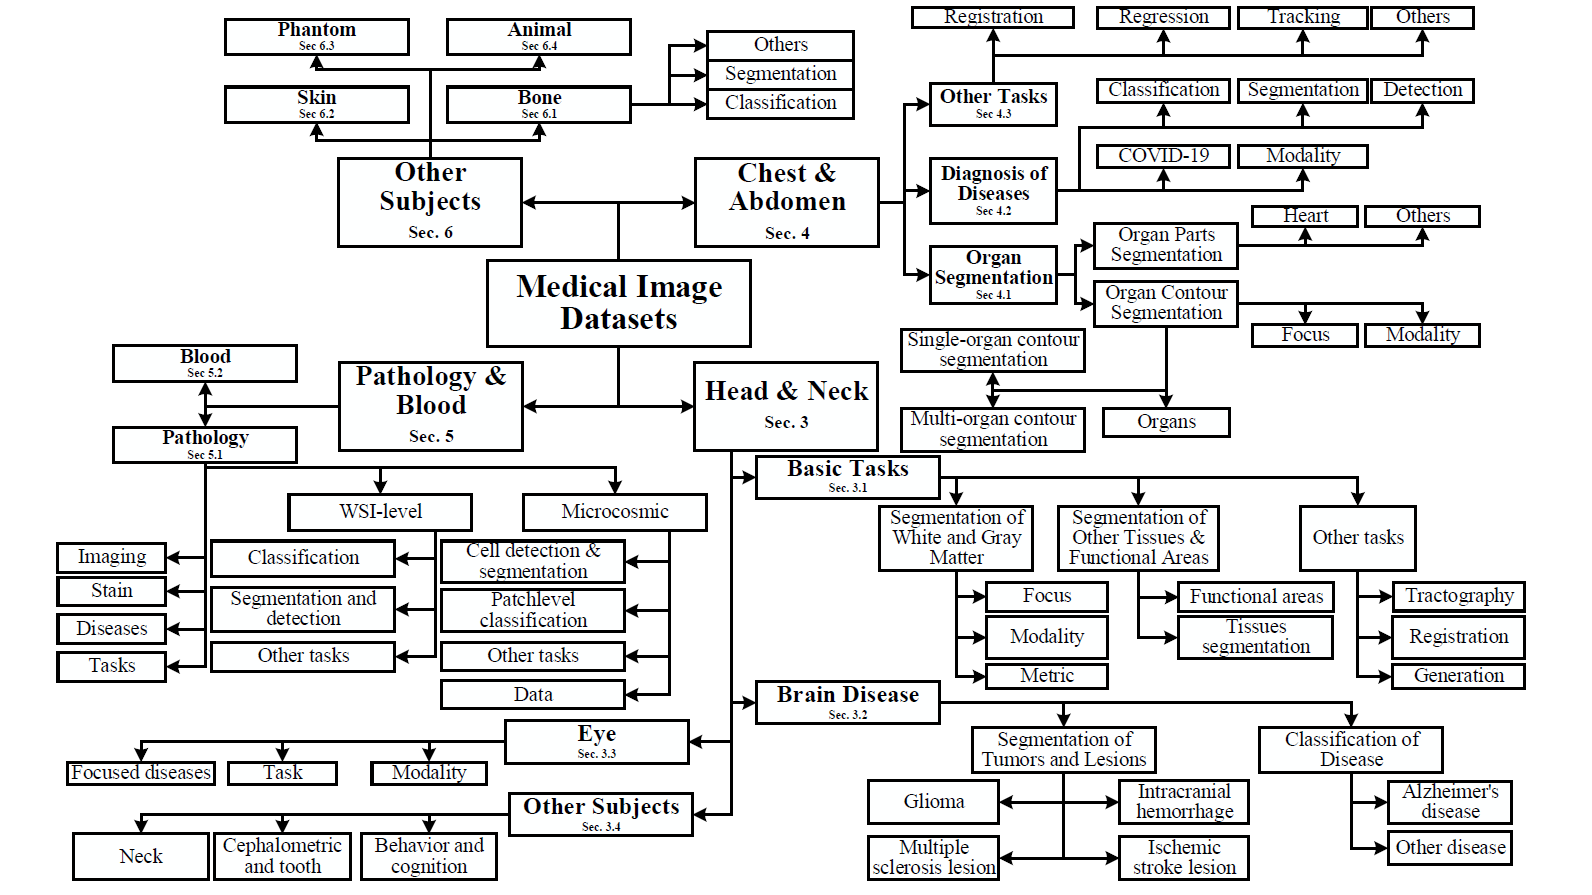 Phantom
Sec 6.3
Animal
Sec 6.4
Skin
Sec 6.2
Bone
Sec 6.1
Others
Segmentation
Classification
Other
Subjects
Sec. 6
Chest &
Abdomen
Sec. 4
Registration
Regression
Tracking
Others
Other Tasks
Sec 4.3
Classification
Segmentation
Detection
Diagnosis of
Diseases
Sec 4.2
COVID-19
Modality
Organ
Segmentation
Sec 4.1
Organ Parts
Segmentation
Heart
Others
Organ Contour
Segmentation
Focus
Modality
Single-organ contour
segmentation
Multi-organ contour
segmentation
Organs
Medical Image
Datasets
Blood
Sec 5.2
Pathology
Sec 5.1
Pathology &
Blood
Sec. 5
Head & Neck
Sec. 3
WSI-level
Microcosmic
Imaging
Stain
Diseases
Tasks
Classification
Segmentation and
detection
Other tasks
Cell detection &
segmentation
Patchlevel
classification
Other tasks
Data
Basic Tasks
Sec. 3.1
Segmentation of
White and Gray
Matter
Segmentation of
Other Tissues &
Functional Areas
Other tasks
Focus
Modality
Metric
Functional areas
Tissues
segmentation
Tractography
Registration
Generation
Brain Disease
Sec. 3.2
Segmentation of
Tumors and Lesions
Classification of
Disease
Glioma
Intracranial
hemorrhage
Multiple
sclerosis lesion
Ischemic
stroke lesion
Alzheimer's
disease
Other disease
Eye
Sec. 3.3
Focused diseases
Task
Modality
Other Subjects
Sec. 3.4
Neck
Cephalometric
and tooth
Behavior and
cognition